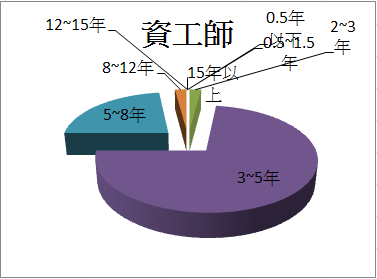 資工師
12~15年
0.5年
以下
0.5~1.5
年
2~3
年
8~12年
15年以
上
5~8年
3~5年